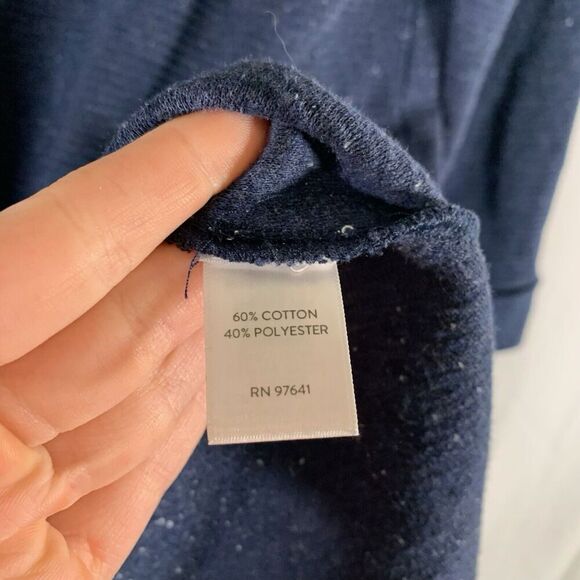 60% COTTON
40% POLYESTER
RN 97641